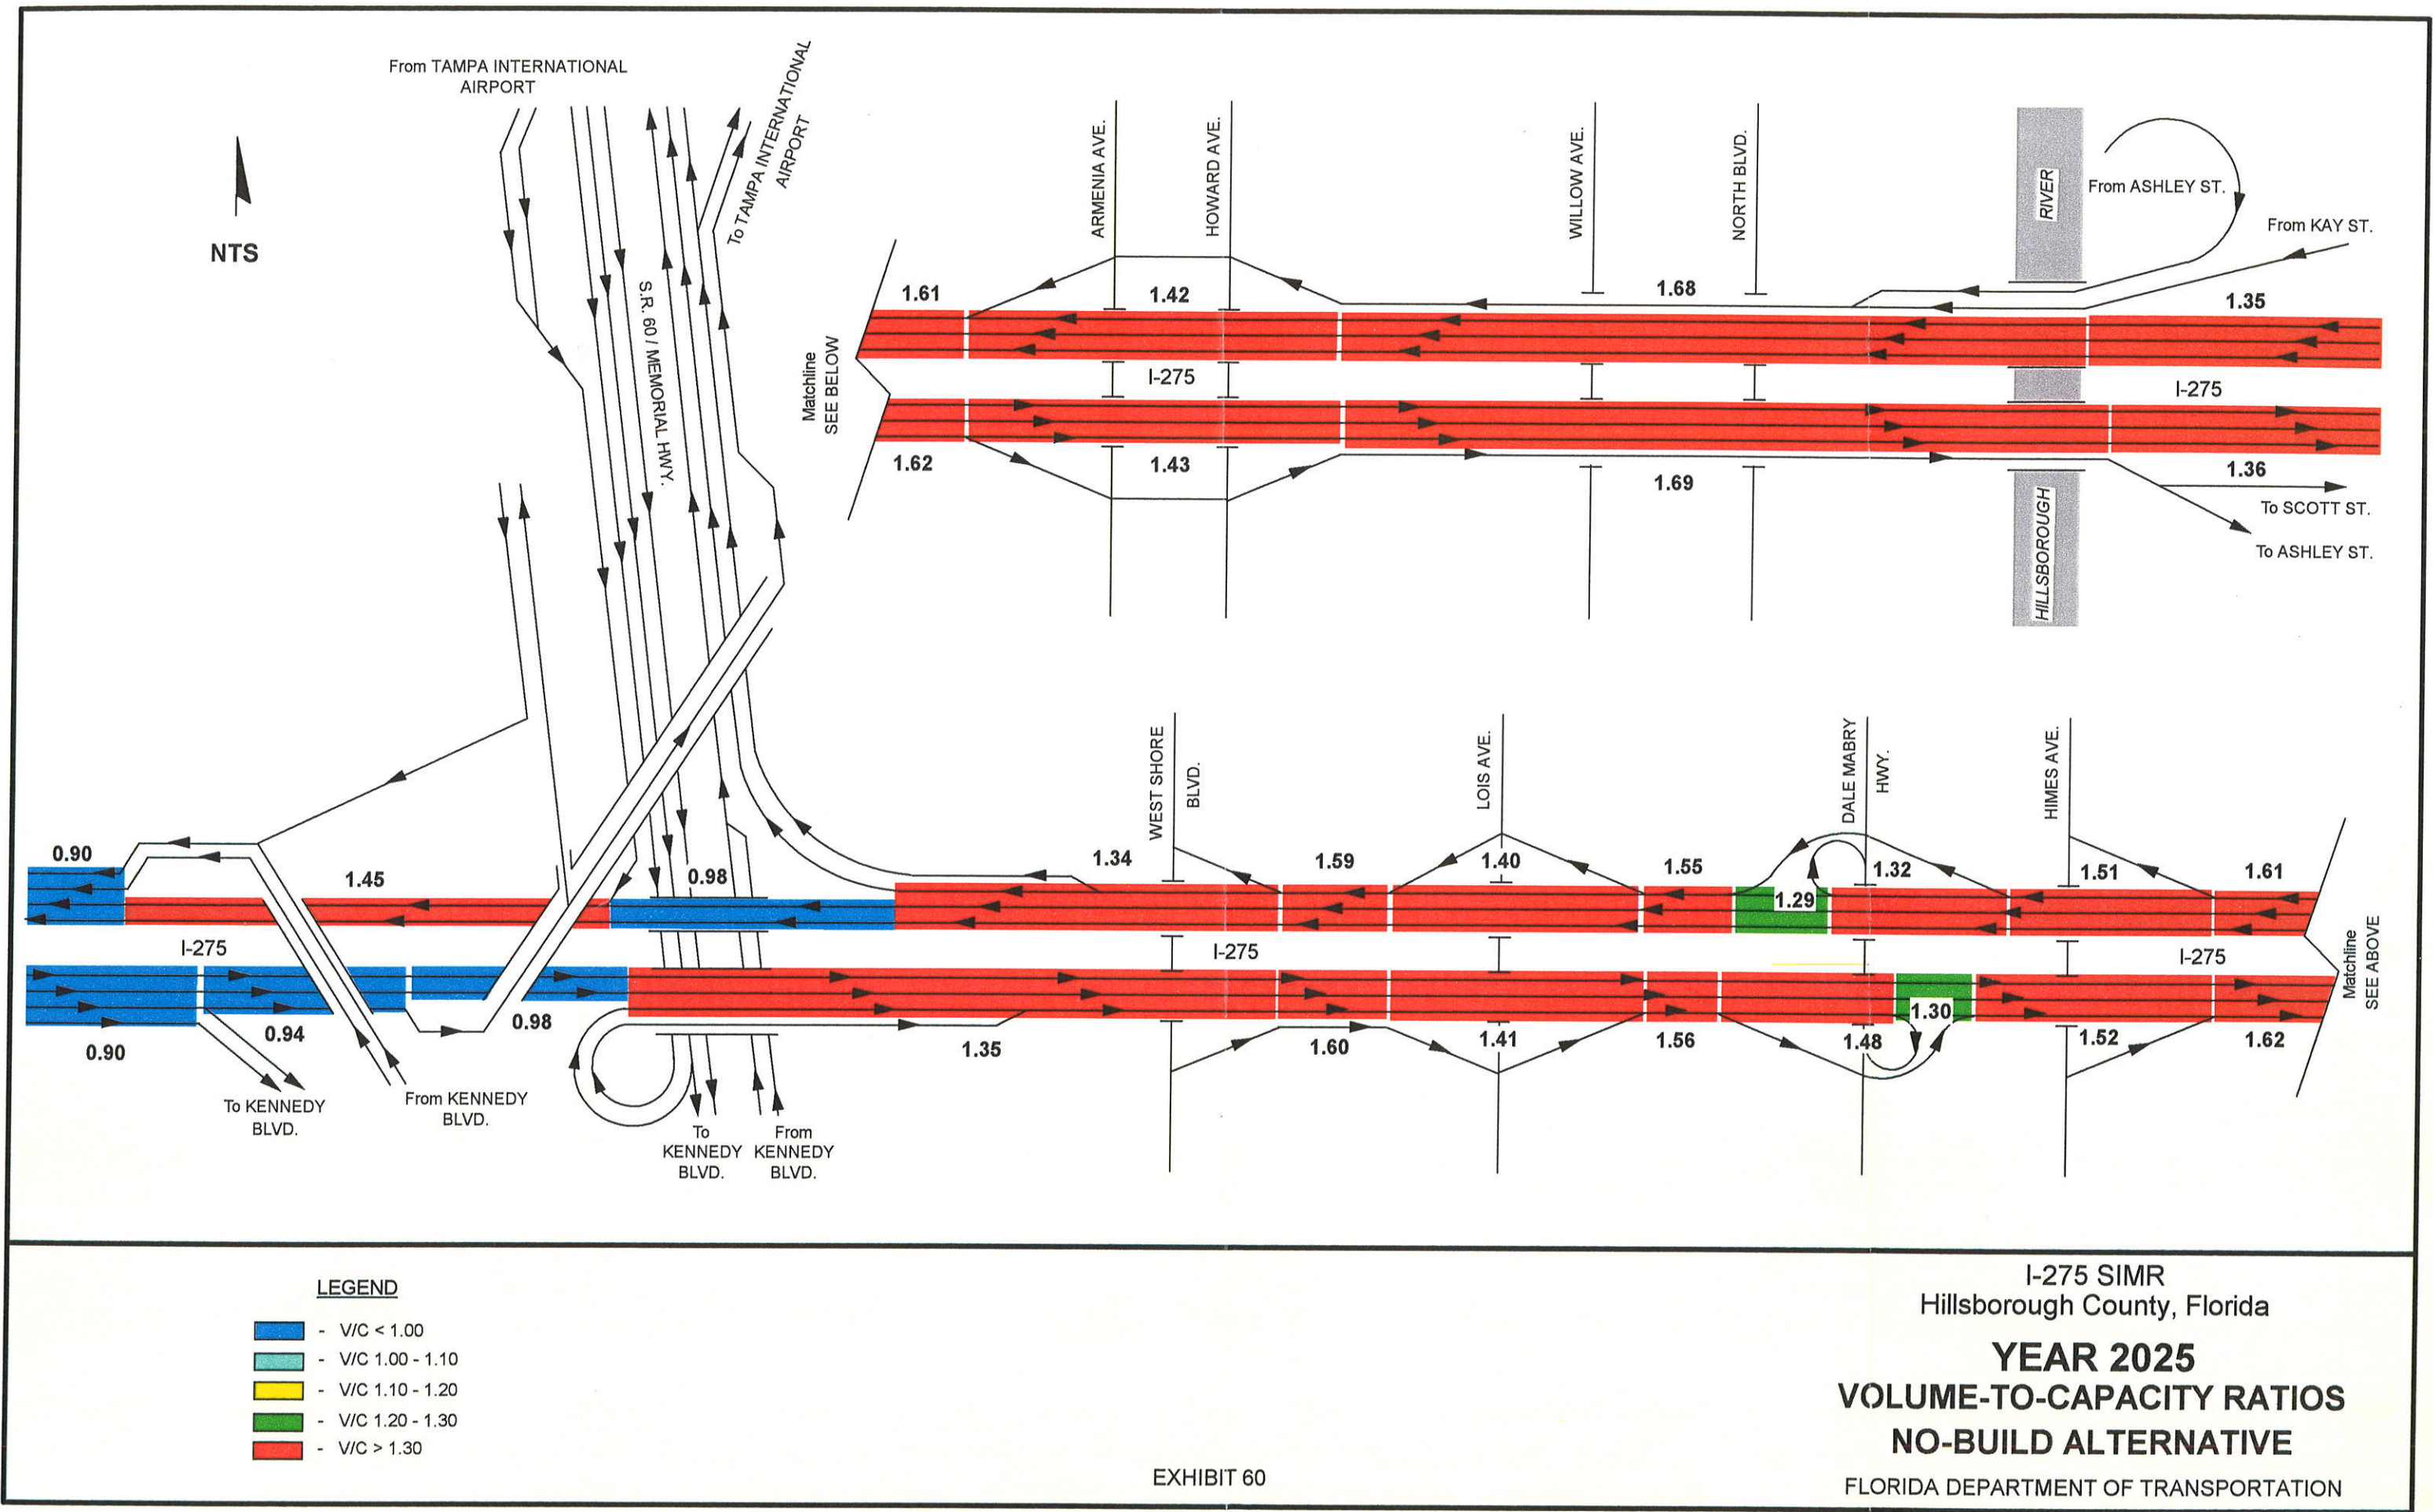 From TAMPA INTERNATIONAL
AIRPORT
To TAMPA INTERNATIONAL
AIRPORT
NTS
S.R. 60 / MEMORIAL HWY.
ARMENIA AVE.
HOWARD AVE.
WILLOW AVE.
NORTH BLVD.
RIVER
From ASHLEY ST.
From KAY ST.
1.61
1.42
1.68
1.35
Matchline
SEE BELOW
I-275
I-275
1.62
1.43
1.69
1.36
To SCOTT ST.
To ASHLEY ST.
HILLSBOROUGH
WEST SHORE
BLVD.
LOIS AVE.
DALE MABRY
HWY.
HIMES AVE.
0.90
1.45
0.98
1.34
1.59
1.40
1.55
1.29
1.32
1.51
1.61
I-275
I-275
I-275
Matchline
SEE ABOVE
0.90
0.94
0.98
1.35
1.60
1.41
1.56
1.48
1.30
1.52
1.62
To KENNEDY
BLVD.
From KENNEDY
BLVD.
To
KENNEDY
BLVD.
From
KENNEDY
BLVD.
LEGEND
- V/C < 1.00
- V/C 1.00 - 1.10
- V/C 1.10 - 1.20
- V/C 1.20 - 1.30
- V/C > 1.30
EXHIBIT 60
I-275 SIMR
Hillsborough County, Florida
YEAR 2025
VOLUME-TO-CAPACITY RATIOS
NO-BUILD ALTERNATIVE
FLORIDA DEPARTMENT OF TRANSPORTATION